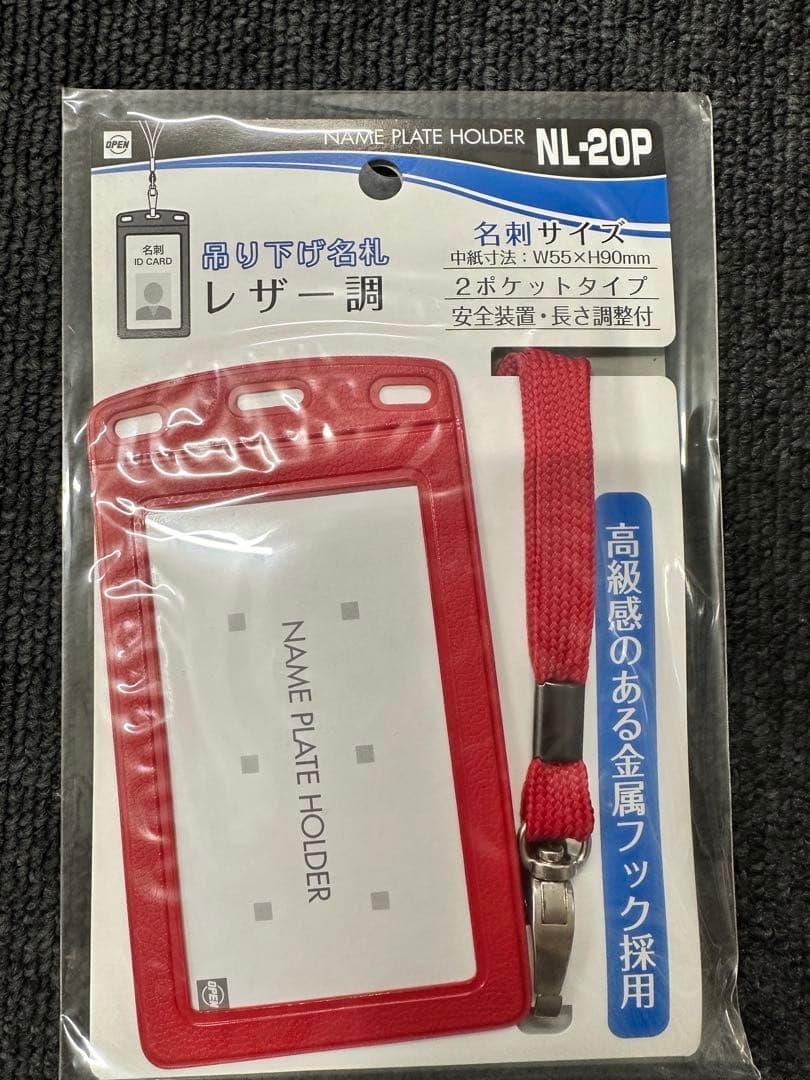 OPEN
NAME PLATE HOLDER NL-20P
名刺
ID CARD
吊り下げ名札
レザー調
名刺サイズ
中紙寸法：W55×H90mm
2ポケットタイプ
安全装置・長さ調整付
高級感のある金属フック採用
NAME PLATE HOLDER
OPEN